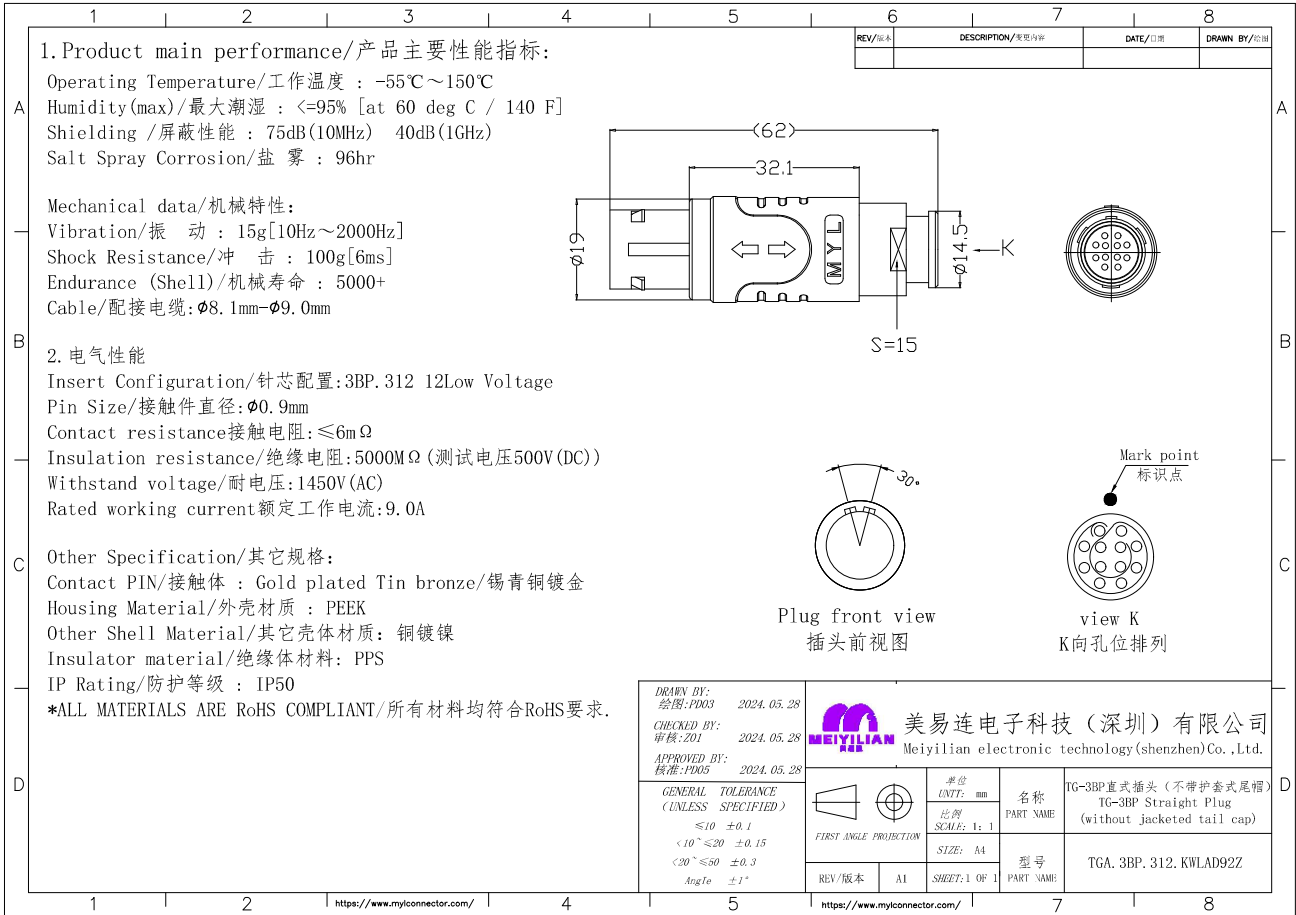 1 2 3 4 5 6 7 8
REV/版本 DESCRIPTION/变更内容 DATE/日期 DRAWN BY/绘图
1.Product main performance/产品主要性能指标:
Operating Temperature/工作温度 : -55℃～150℃
Humidity(max)/最大潮湿 : <=95% [at 60 deg C / 140 F]
Shielding /屏蔽性能 : 75dB(10MHz) 40dB(1GHz)
Salt Spray Corrosion/盐 雾 : 96hr
Mechanical data/机械特性:
Vibration/振 动 : 15g[10Hz～2000Hz]
Shock Resistance/冲 击 : 100g[6ms]
Endurance (Shell)/机械寿命 : 5000+
Cable/配接电缆:Φ8.1mm-Φ9.0mm
2.电气性能
Insert Configuration/针芯配置:3BP.312 12Low Voltage
Pin Size/接触件直径:Φ0.9mm
Contact resistance接触电阻:≤6mΩ
Insulation resistance/绝缘电阻:5000MΩ(测试电压500V(DC))
Withstand voltage/耐电压:1450V(AC)
Rated working current额定工作电流:9.0A
Other Specification/其它规格:
Contact PIN/接触体 : Gold plated Tin bronze/锡青铜镀金
Housing Material/外壳材质 : PEEK
Other Shell Material/其它壳体材质: 铜镀镍
Insulator material/绝缘体材料: PPS
IP Rating/防护等级 : IP50
*ALL MATERIALS ARE RoHS COMPLIANT/所有材料均符合RoHS要求.
A
B
C
D
A
B
C
D
(62)
32.1
ø19
MYL
ø14.5
K
S=15
30°
Plug front view
插头前视图
Mark point
标识点
view K
K向孔位排列
DRAWN BY:
绘图:PD03 2024.05.28
CHECKED BY:
审核:Z01 2024.05.28
APPROVED BY:
核准:PD05 2024.05.28
GENERAL TOLERANCE
(UNLESS SPECIFIED)
≤10 ±0.1
<10~≤20 ±0.15
<20~≤50 ±0.3
Angle ±1°
MEIYILIAN
美易连
美易连电子科技（深圳）有限公司
Meiyilian electronic technology(shenzhen)Co.,Ltd.
FIRST ANGLE PROJECTION
单位
UNTT: mm
比例
SCALE: 1: 1
SIZE: A4
REV/版本 A1 SHEET:1 OF 1
名称
PART NAME
TG-3BP直式插头（不带护套式尾帽）
TG-3BP Straight Plug
(without jacketed tail cap)
型号
PART NAME
TGA.3BP.312.KWLAD92Z
1 2 https://www.mylconnector.com/ 4 5 https://www.mylconnector.com/ 7 8